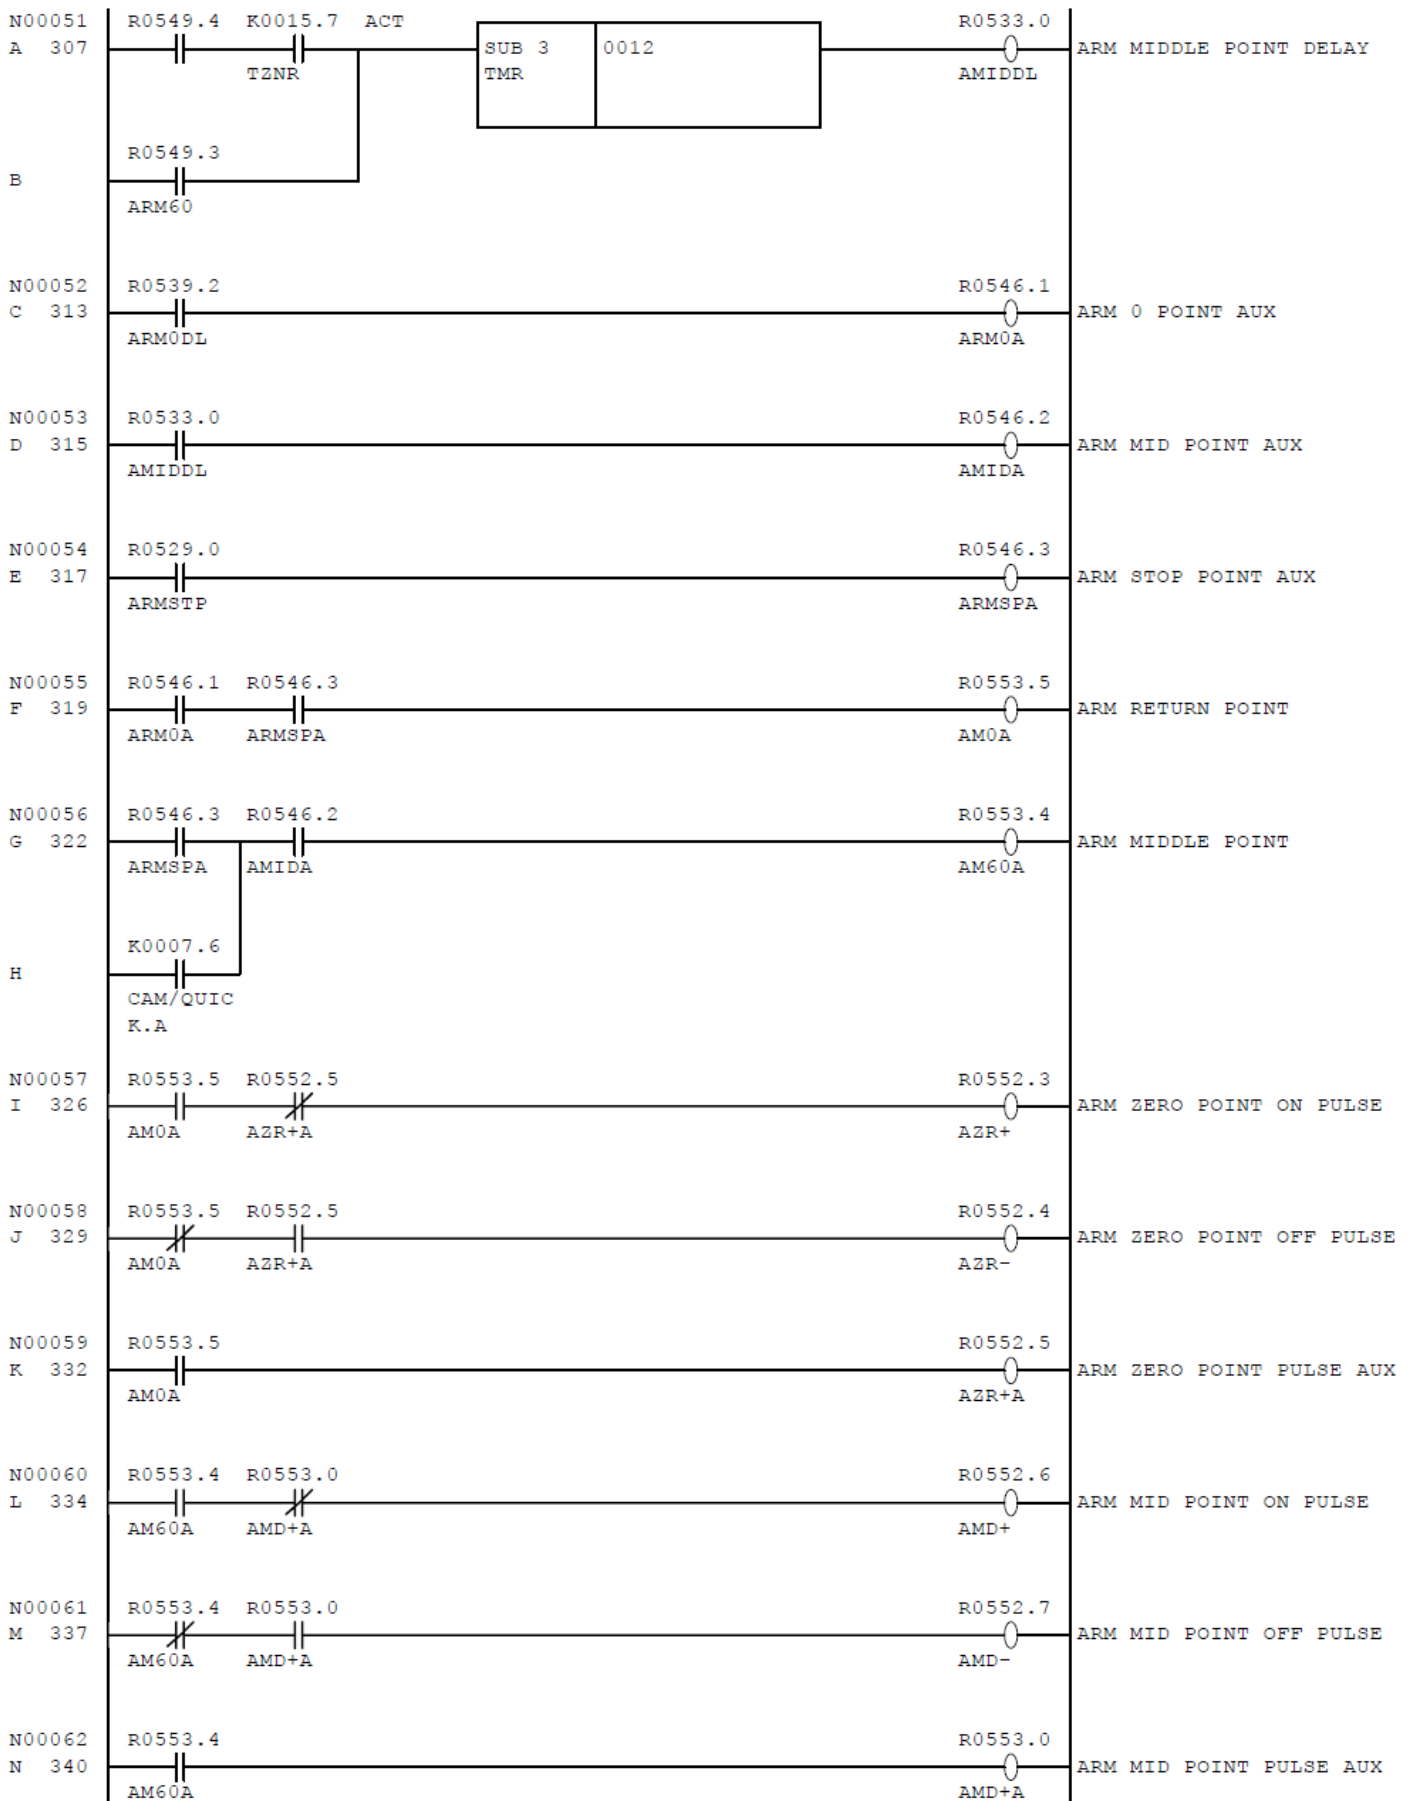 N00051 R0549.4 K0015.7 ACT R0533.0
A 307 SUB 3 0012 ARM MIDDLE POINT DELAY
TZNR TMR AMIDDL
R0549.3
B
ARM60
N00052 R0539.2 R0546.1
C 313 ARM 0 POINT AUX
ARM0DL ARM0A
N00053 R0533.0 R0546.2
D 315 ARM MID POINT AUX
AMIDDL AMIDA
N00054 R0529.0 R0546.3
E 317 ARM STOP POINT AUX
ARMSTP ARMSPA
N00055 R0546.1 R0546.3 R0553.5
F 319 ARM RETURN POINT
ARM0A ARMSPA AM0A
N00056 R0546.3 R0546.2 R0553.4
G 322 ARM MIDDLE POINT
ARMSPA AMIDA AM60A
K0007.6
H
CAM/QUIC
K.A
N00057 R0553.5 R0552.5 R0552.3
I 326 ARM ZERO POINT ON PULSE
AM0A AZR+A AZR+
N00058 R0553.5 R0552.5 R0552.4
J 329 ARM ZERO POINT OFF PULSE
AM0A AZR+A AZR-
N00059 R0553.5 R0552.5
K 332 ARM ZERO POINT PULSE AUX
AM0A AZR+A
N00060 R0553.4 R0553.0 R0552.6
L 334 ARM MID POINT ON PULSE
AM60A AMD+A AMD+
N00061 R0553.4 R0553.0 R0552.7
M 337 ARM MID POINT OFF PULSE
AM60A AMD+A AMD-
N00062 R0553.4 R0553.0
N 340 ARM MID POINT PULSE AUX
AM60A AMD+A